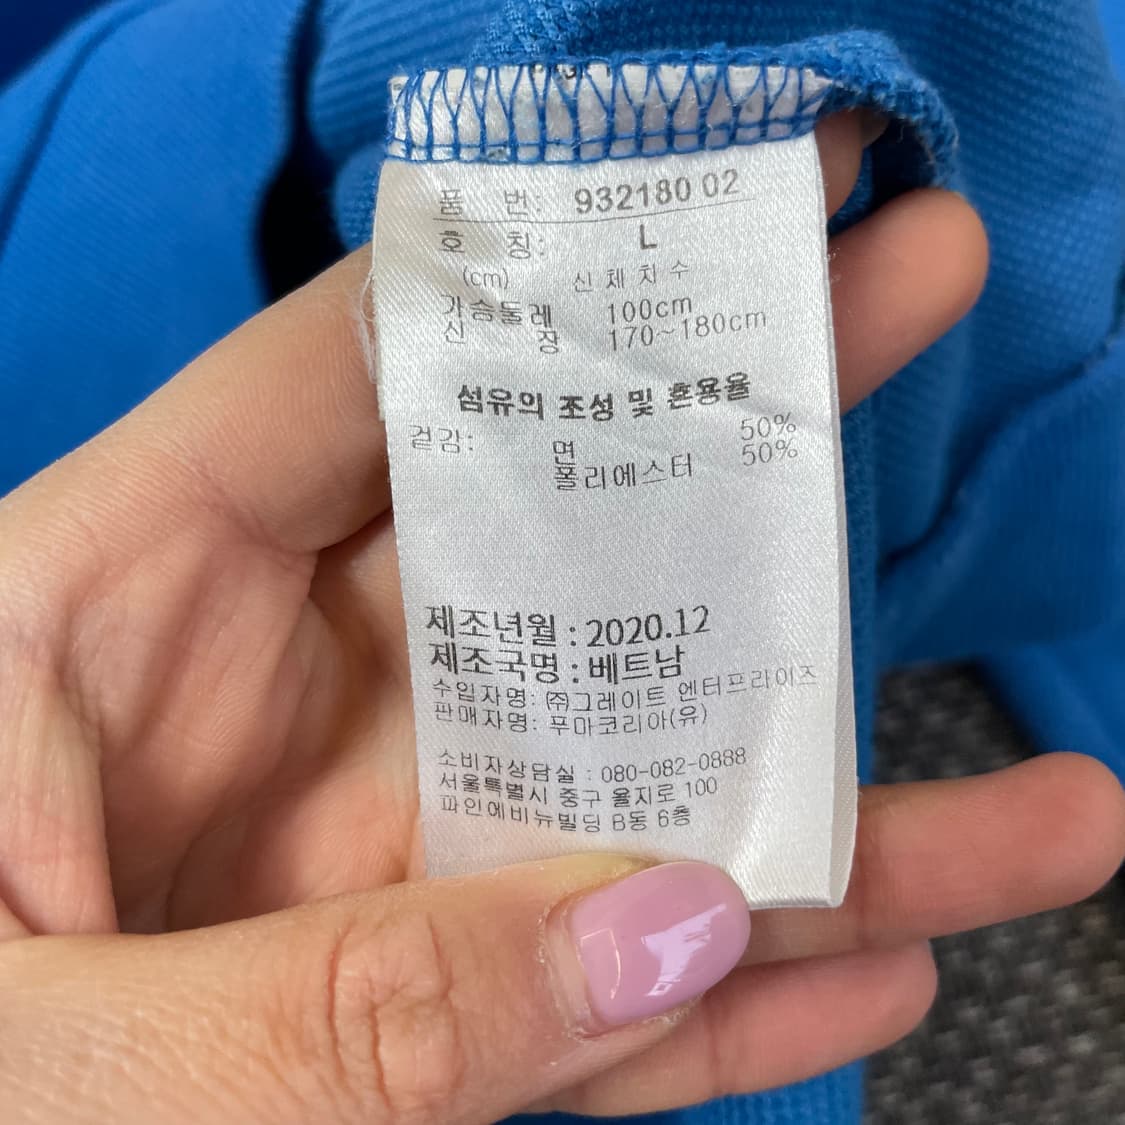 품 번: 932180 02
호 칭: L
(cm) 신체치수
가슴둘레 100cm
신 장 170~180cm
섬유의 조성 및 혼용율
겉감: 면 50%
폴리에스터 50%
제조년월 : 2020.12
제조국명 : 베트남
수입자명: ㈜그레이트 엔터프라이즈
판매자명: 푸마코리아(유)
소비자상담실 : 080-082-0888
서울특별시 중구 을지로 100
파인에비뉴빌딩 B동 6층